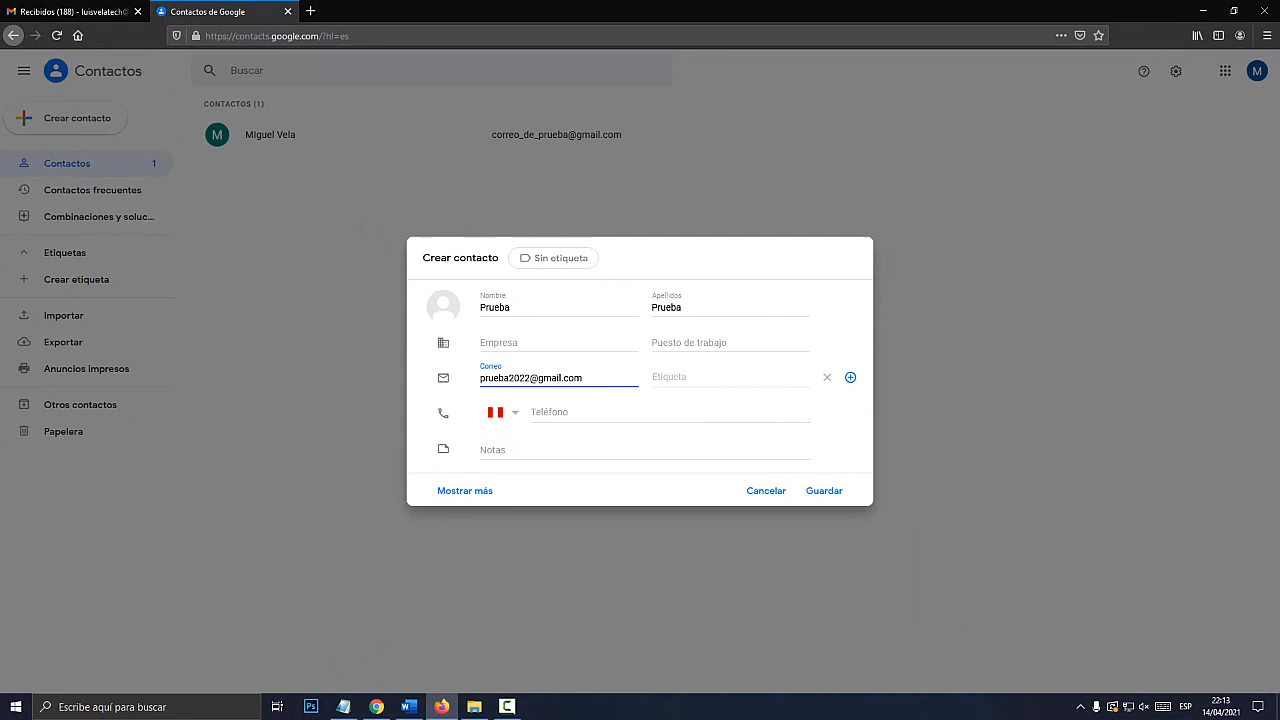 Recibidos (188) - luisvelatech@
Contactos de Google
https://contacts.google.com/?hl=es
Contactos
Buscar
M
Crear contacto
CONTACTOS (1)
M
MIguel Vela
correo_de_prueba@gmail.com
Contactos
1
Contactos frecuentes
Combinaciones y soluc...
Etiquetas
Crear etiqueta
Importar
Exportar
Anuncios impresos
Otros contactos
Papelera
Crear contacto
Sin etiqueta
Nombre
Prueba
Apellidos
Prueba
Empresa
Puesto de trabajo
Correo
prueba2022@gmail.com
Etiqueta
Teléfono
Notas
Mostrar más
Cancelar
Guardar
Escribe aquí para buscar
Ps
W
C
ESP
22:13
14/04/2021